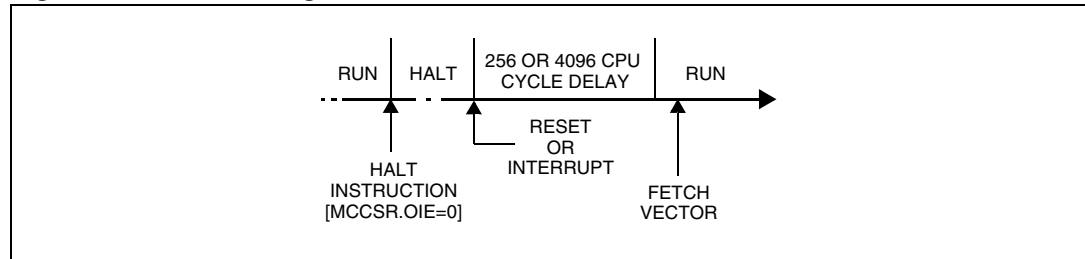 RUN
HALT
256 OR 4096 CPU
CYCLE DELAY
RUN
RESET
OR
INTERRUPT
HALT
INSTRUCTION
[MCCSR.OIE=0]
FETCH
VECTOR